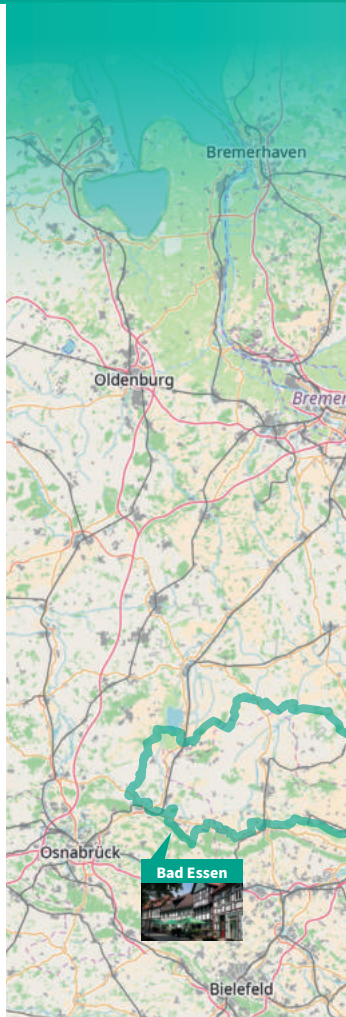 Bremerhaven
Oldenburg
Bremen
Osnabrück
Bad Essen
Bielefeld